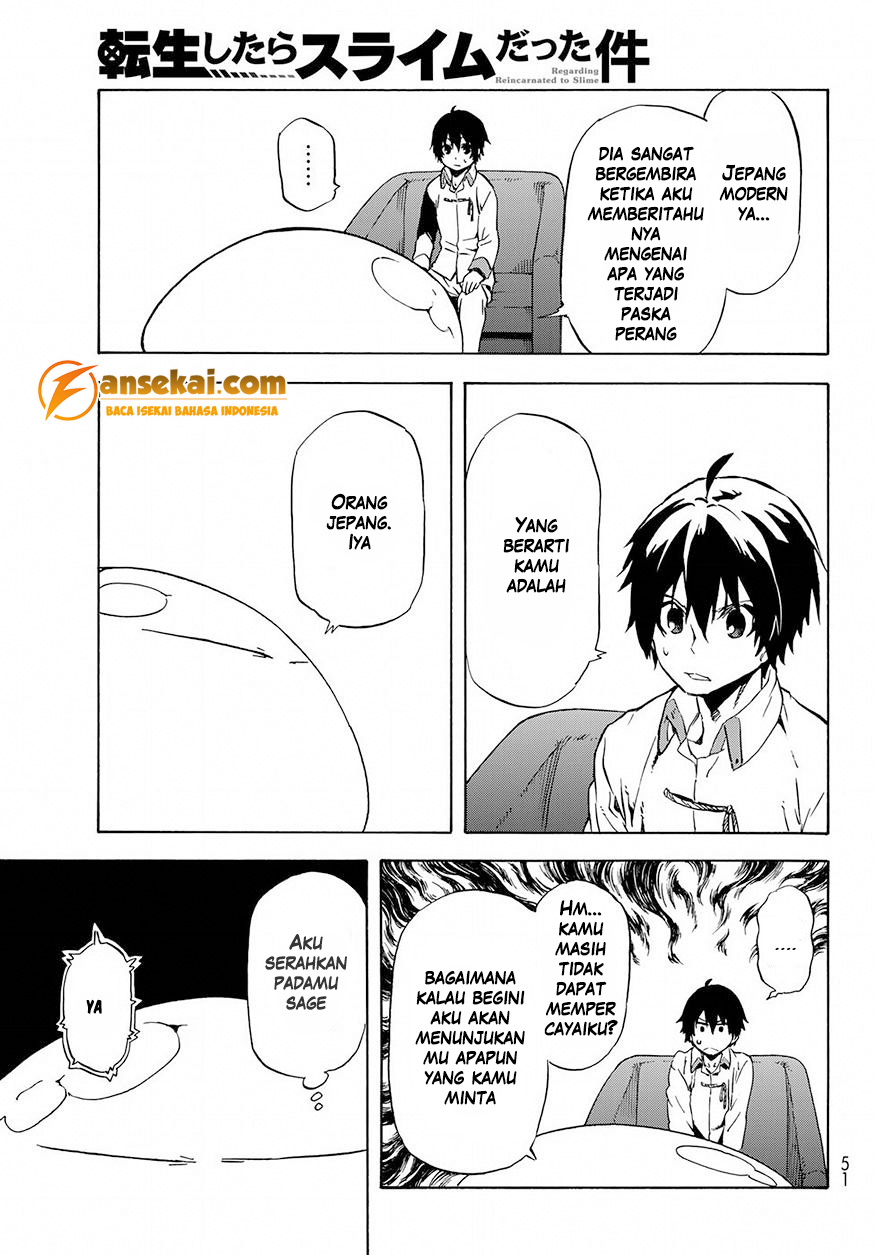 転生したらスライムだった件
Regarding
Reincarnated to Slime
JEPANG
MODERN
YA...
DIA SANGAT
BERGEMBIRA
KETIKA AKU
MEMBERITAHU
NYA
MENGENAI
APA YANG
TERJADI
PASKA
PERANG
......
ansekai.com
BACA ISEKAI BAHASA INDONESIA
YANG
BERARTI
KAMU
ADALAH
ORANG
JEPANG.
IYA
....
HM...
KAMU
MASIH
TIDAK
DAPAT
MEMPER
CAYAIKU?
BAGAIMANA
KALAU BEGINI
AKU AKAN
MENUNJUKAN
MU APAPUN
YANG KAMU
MINTA
AKU
SERAHKAN
PADAMU
SAGE
YA
51